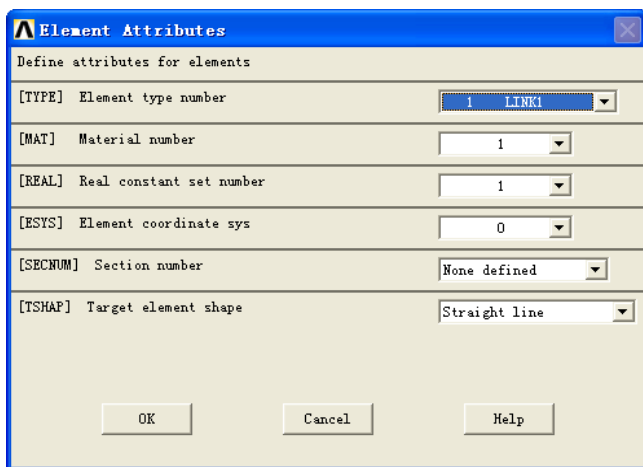 Element Attributes
Define attributes for elements
[TYPE] Element type number 1 LINK1
[MAT] Material number 1
[REAL] Real constant set number 1
[ESYS] Element coordinate sys 0
[SECNUM] Section number None defined
[TSHAP] Target element shape Straight line
OK Cancel Help